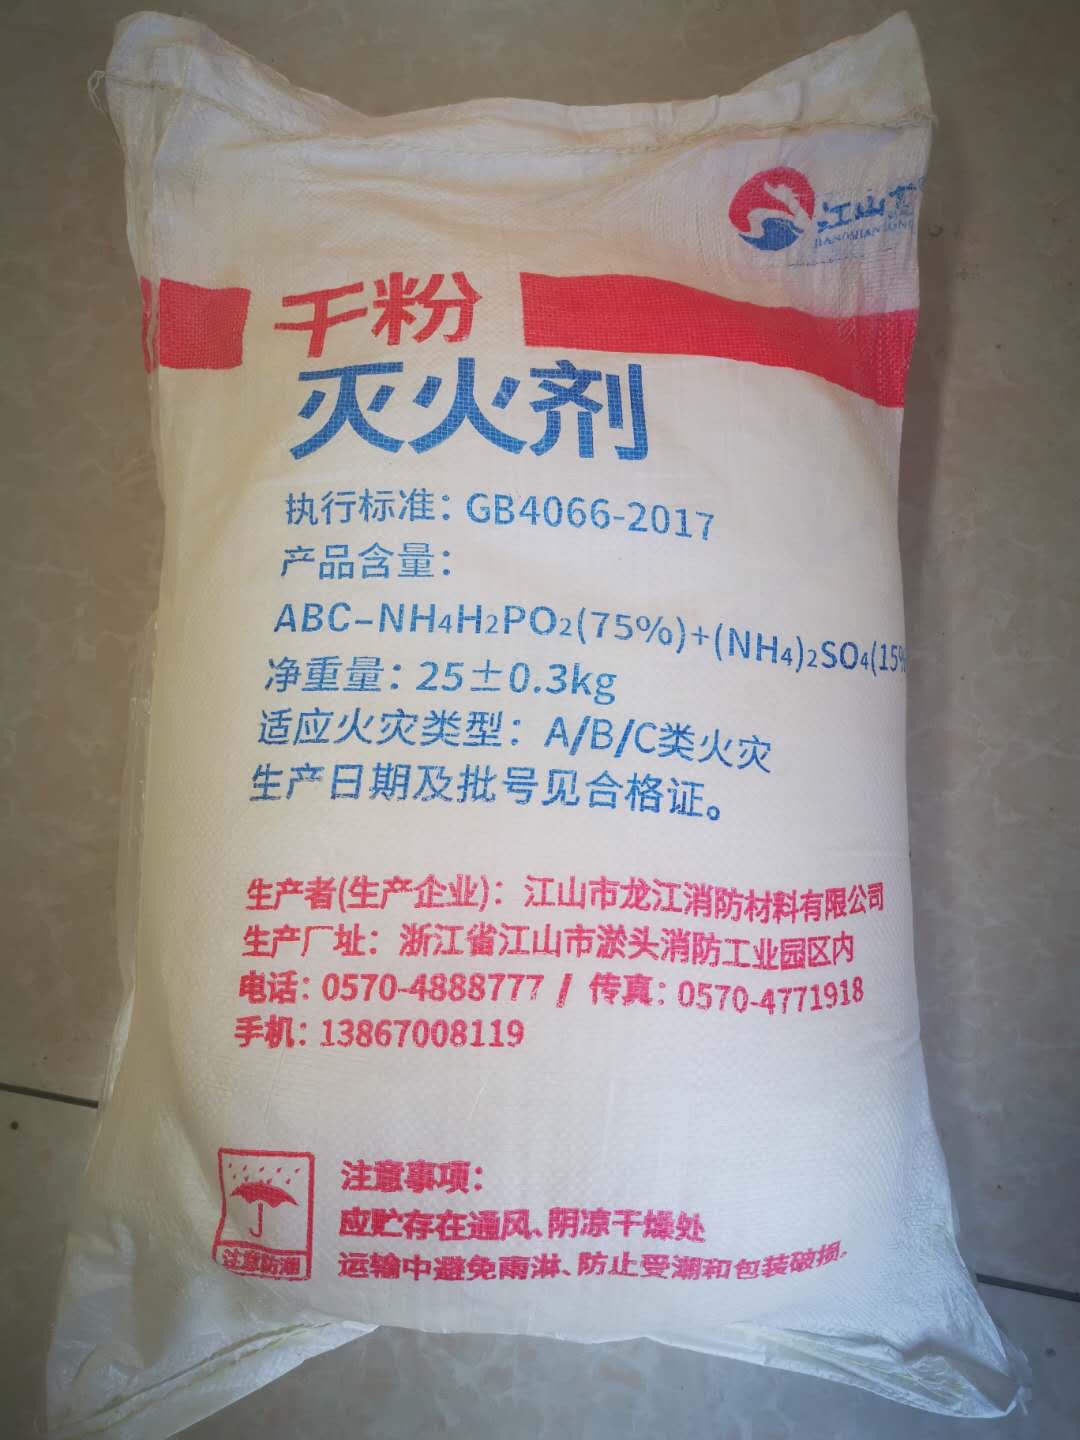 江山
干粉
灭火剂
执行标准：GB4066-2017
产品含量：
ABC-NH4H2PO2(75%)+(NH4)2SO4(15%
净重量：25±0.3kg
适应火灾类型：A/B/C类火灾
生产日期及批号见合格证。
生产者(生产企业)：江山市龙江消防材料有限公司
生产厂址：浙江省江山市淤头消防工业园区内
电话：0570-4888777 / 传真：0570-4771918
手机：13867008119
注意事项：
应贮存在通风、阴凉干燥处
运输中避免雨淋、防止受潮和包装破损。
注意防潮